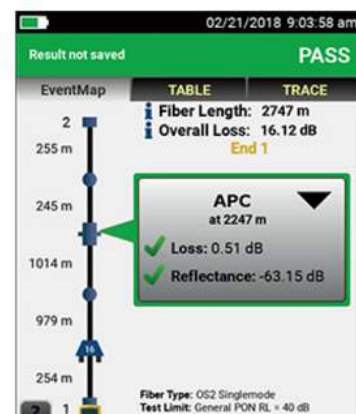 02/21/2018 9:03:58 am
Result not saved
PASS
EventMap
TABLE
TRACE
Fiber Length: 2747 m
Overall Loss: 16.12 dB
End 1
2
255 m
245 m
1014 m
979 m
16
254 m
1
APC
at 2247 m
Loss: 0.51 dB
Reflectance: -63.15 dB
Fiber Type: OS2 Singlemode
Test Limit: General PON RL = 40 dB